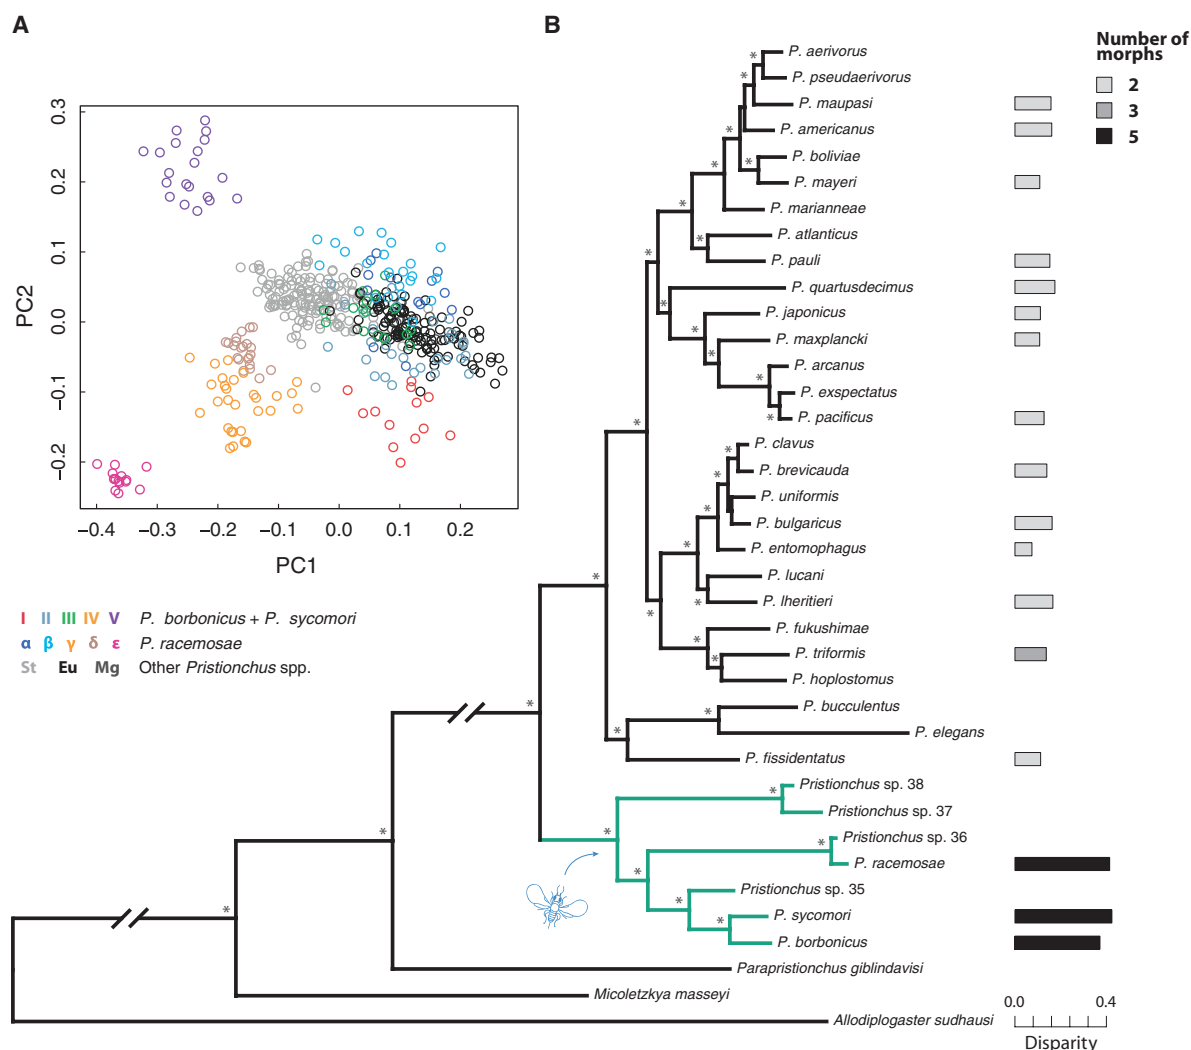 A
0.3
0.2
0.1
0.0
−0.1
−0.2
PC2
−0.4
−0.3
−0.2
−0.1
0.0
0.1
0.2
PC1
I II III IV V P. borbonicus + P. sycomori
α β γ δ ε P. racemosae
St Eu Mg Other Pristionchus spp.
B
Number of
morphs
2
3
5
P. aerivorus
P. pseudaerivorus
P. maupasi
P. americanus
P. boliviae
P. mayeri
P. marianneae
P. atlanticus
P. pauli
P. quartusdecimus
P. japonicus
P. maxplancki
P. arcanus
P. exspectatus
P. pacificus
P. clavus
P. brevicauda
P. uniformis
P. bulgaricus
P. entomophagus
P. lucani
P. lheritieri
P. fukushimae
P. triformis
P. hoplostomus
P. bucculentus
P. elegans
P. fissidentatus
Pristionchus sp. 38
Pristionchus sp. 37
Pristionchus sp. 36
P. racemosae
Pristionchus sp. 35
P. sycomori
P. borbonicus
Parapristionchus giblindavisi
Micoletzkya masseyi
Allodiplogaster sudhausi
0.0 0.4
Disparity